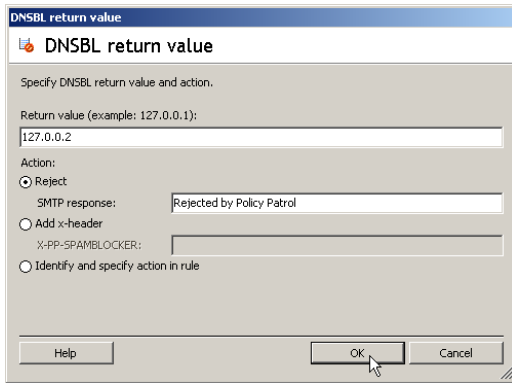 DNSBL return value
DNSBL return value
Specify DNSBL return value and action.
Return value (example: 127.0.0.1):
127.0.0.2
Action:
Reject
SMTP response: Rejected by Policy Patrol
Add x-header
X-PP-SPAMBLOCKER:
Identify and specify action in rule
Help OK Cancel